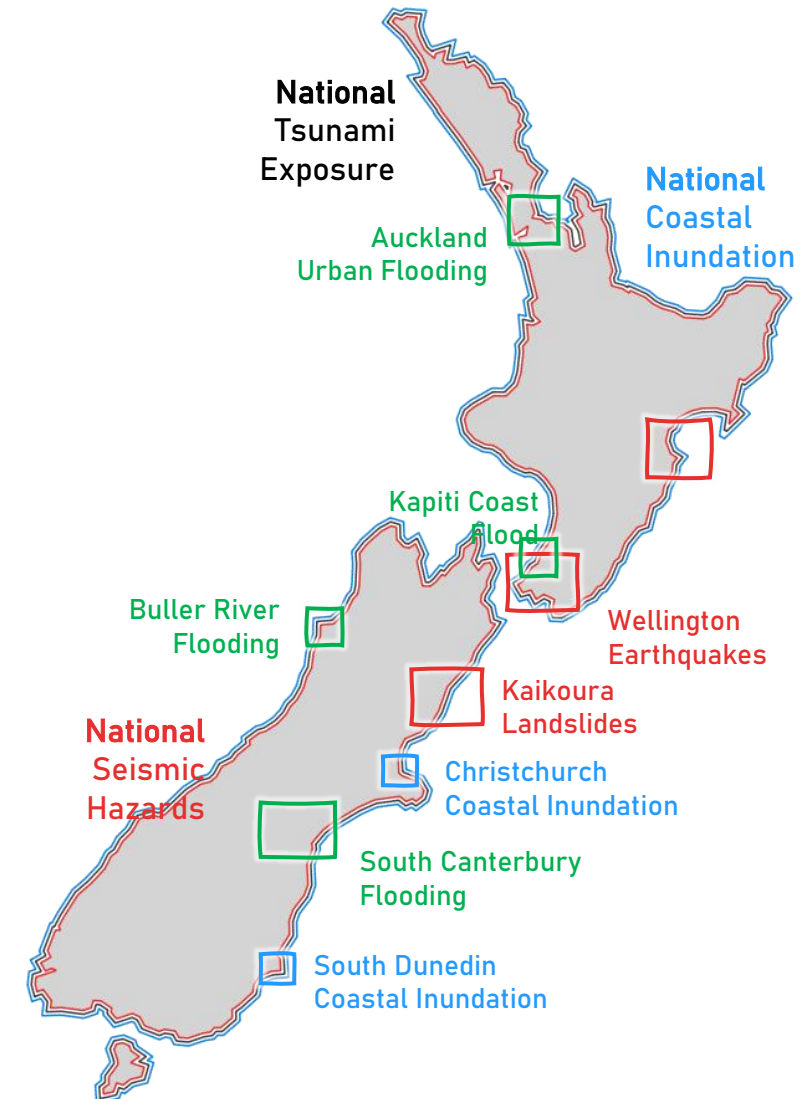 National
Tsunami
Exposure
National
Coastal
Inundation
Auckland
Urban Flooding
Kapiti Coast
Flood
Buller River
Flooding
Wellington
Earthquakes
Kaikoura
Landslides
National
Seismic
Hazards
Christchurch
Coastal Inundation
South Canterbury
Flooding
South Dunedin
Coastal Inundation